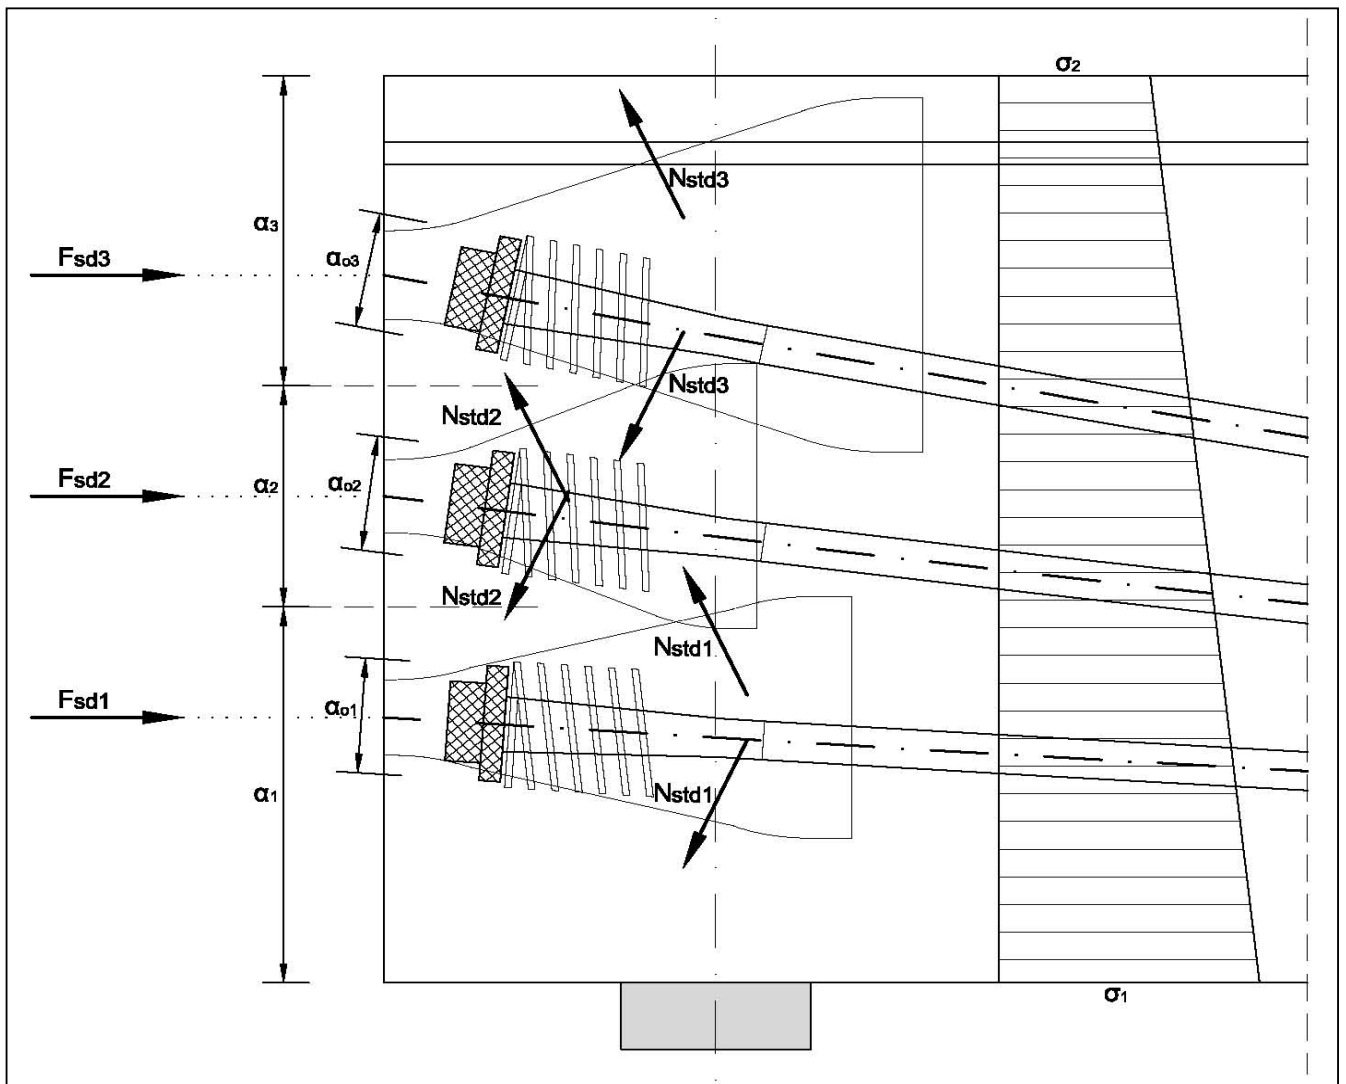 σ2
Nstd3
α3
Fsd3
αo3
Nstd3
Nstd2
Fsd2
α2
αo2
Nstd2
Nstd1
Fsd1
αo1
α1
Nstd1
σ1